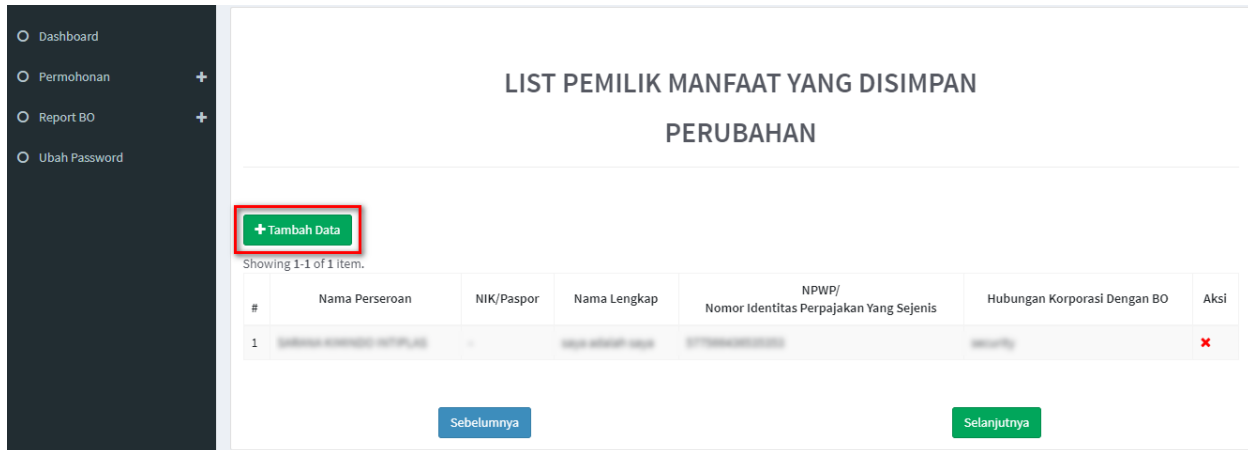 Dashboard
Permohonan
Report BO
Ubah Password
LIST PEMILIK MANFAAT YANG DISIMPAN
PERUBAHAN
Tambah Data
Showing 1-1 of 1 item.
# Nama Perseroan NIK/Paspor Nama Lengkap NPWP/ Hubungan Korporasi Dengan BO Aksi
Nomor Identitas Perpajakan Yang Sejenis
1
Sebelumnya Selanjutnya